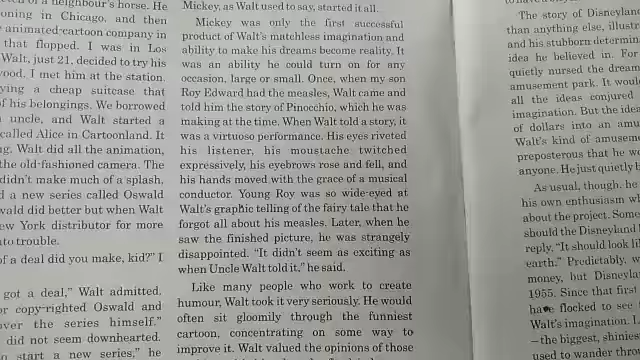 of a neighbour's horse. He
oning in Chicago, and then
animated-cartoon company in
that flopped. I was in Los
Walt, just 21, decided to try his
ood. I met him at the station.
ying a cheap suitcase that
f his belongings. We borrowed
uncle, and Walt started a
called Alice in Cartoonland. It
g. Walt did all the animation,
the old-fashioned camera. The
didn't make much of a splash,
d a new series called Oswald
wald did better but when Walt
ew York distributor for more
nto trouble.
of a deal did you make, kid?" I
got a deal," Walt admitted.
or copy-righted Oswald and
over the series himself."
did not seem downhearted.
start a new series," he
Mickey, as Walt used to say, started it all.
Mickey was only the first successful
product of Walt's matchless imagination and
ability to make his dreams become reality. It
was an ability he could turn on for any
occasion, large or small. Once, when my son
Roy Edward had the measles, Walt came and
told him the story of Pinocchio, which he was
making at the time. When Walt told a story, it
was a virtuoso performance. His eyes riveted
his listener, his moustache twitched
expressively, his eyebrows rose and fell, and
his hands moved with the grace of a musical
conductor. Young Roy was so wide-eyed at
Walt's graphic telling of the fairy tale that he
forgot all about his measles. Later, when he
saw the finished picture, he was strangely
disappointed. "It didn't seem as exciting as
when Uncle Walt told it," he said.
Like many people who work to create
humour, Walt took it very seriously. He would
often sit gloomily through the funniest
cartoon, concentrating on some way to
improve it. Walt valued the opinions of those
The story of Disneylan
than anything else, illustr
and his stubborn determin
idea he believed in. For
quietly nursed the dream
amusement park. It woul
all the ideas conjured
imagination. But the idea
of dollars into an amu
Walt's kind of amusem
preposterous that he wo
anyone. He just quietly
As usual, though, he
his own enthusiasm wh
about the project. Some
should the Disneyland
reply, "It should look li
earth." Predictably, w
money, but Disneyla
1955. Since that first
have flocked to see
Walt's imagination.
—the biggest, shinies
used to wander thro